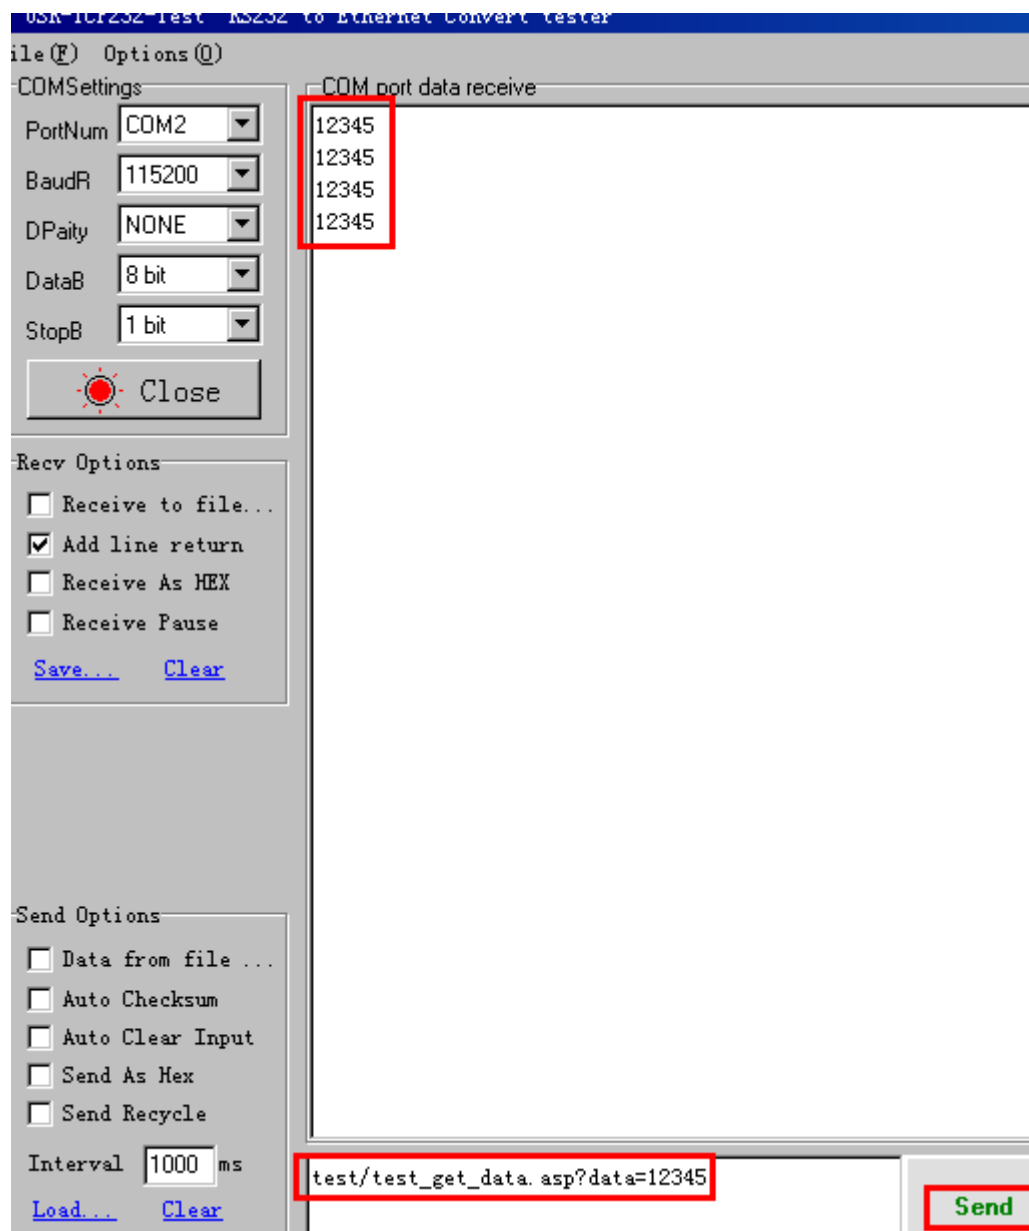 USR-TCP232-Test RS232 to Ethernet Convert tester
ile(F) Options(O)
COMSettings
PortNum COM2
BaudR 115200
DPaity NONE
DataB 8 bit
StopB 1 bit
Close
Recv Options
Receive to file...
Add line return
Receive As HEX
Receive Pause
Save... Clear
COM port data receive
12345
12345
12345
12345
Send Options
Data from file ...
Auto Checksum
Auto Clear Input
Send As Hex
Send Recycle
Interval 1000 ms
Load... Clear
test/test_get_data.asp?data=12345
Send